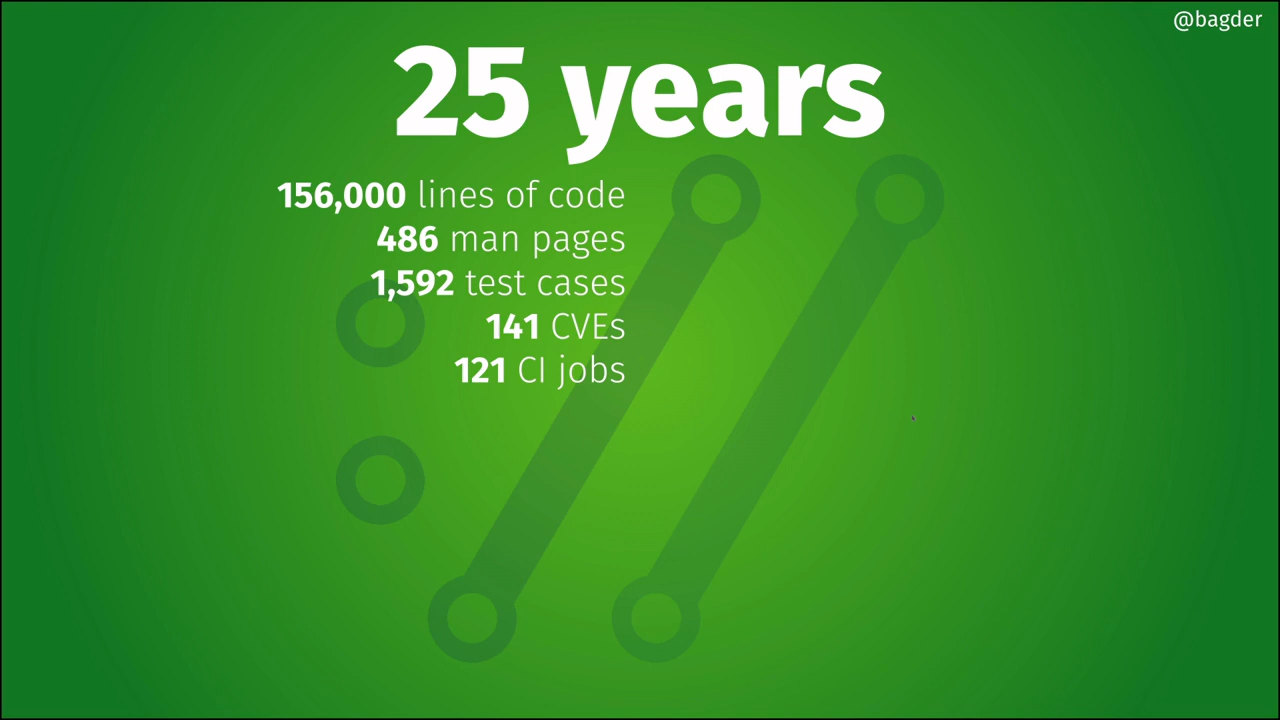 @bagder
25 years
156,000 lines of code
486 man pages
1,592 test cases
141 CVEs
121 CI jobs